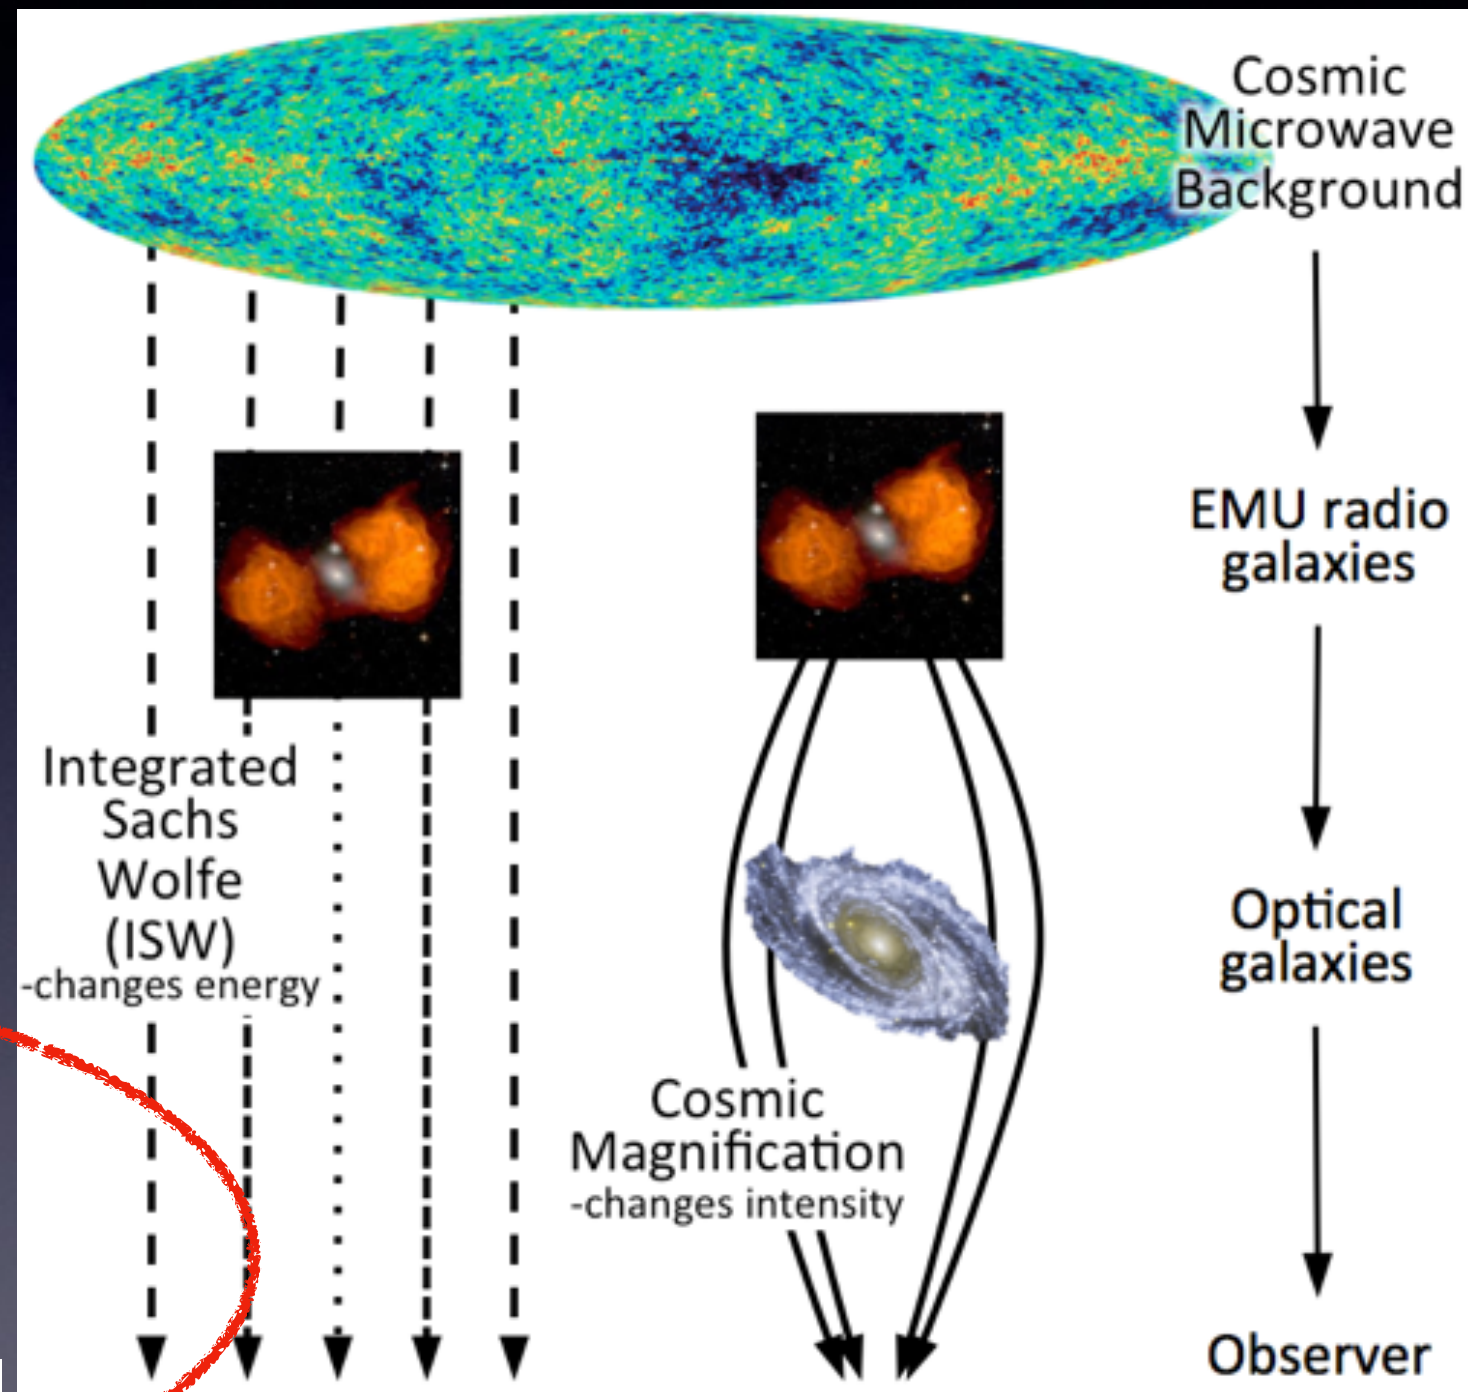 Cosmic
Microwave
Background
EMU radio
galaxies
Integrated
Sachs
Wolfe
(ISW)
-changes energy
Optical
galaxies
Cosmic
Magnification
-changes intensity
Observer